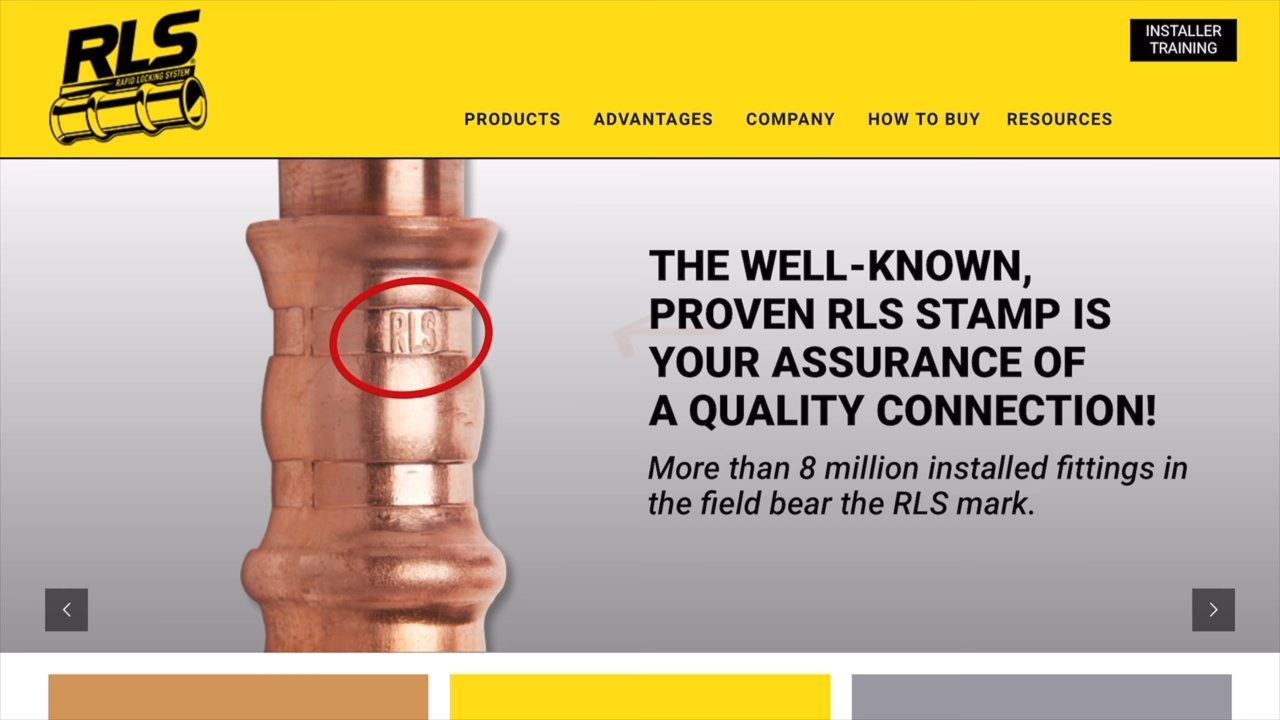 RLS
RAPID LOCKING SYSTEM
INSTALLER
TRAINING
PRODUCTS ADVANTAGES COMPANY HOW TO BUY RESOURCES
RLS
THE WELL-KNOWN,
PROVEN RLS STAMP IS
YOUR ASSURANCE OF
A QUALITY CONNECTION!
More than 8 million installed fittings in
the field bear the RLS mark.